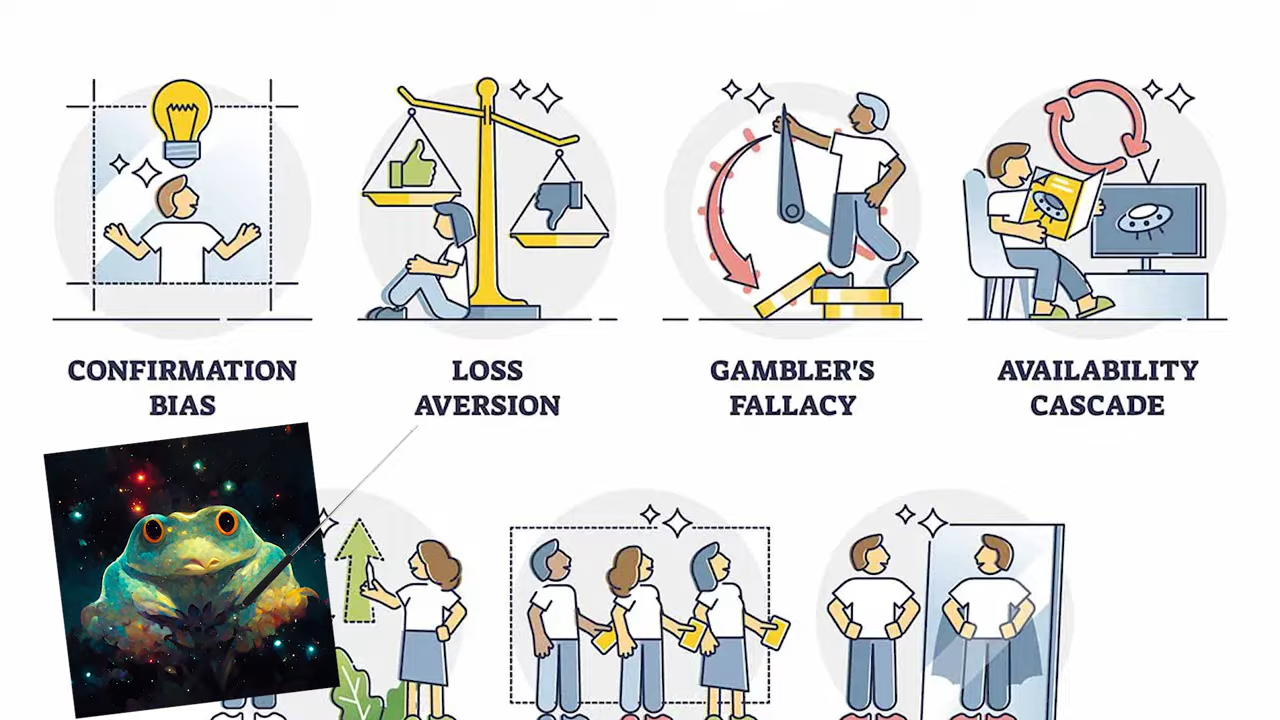 CONFIRMATION
BIAS
LOSS
AVERSION
GAMBLER'S
FALLACY
AVAILABILITY
CASCADE